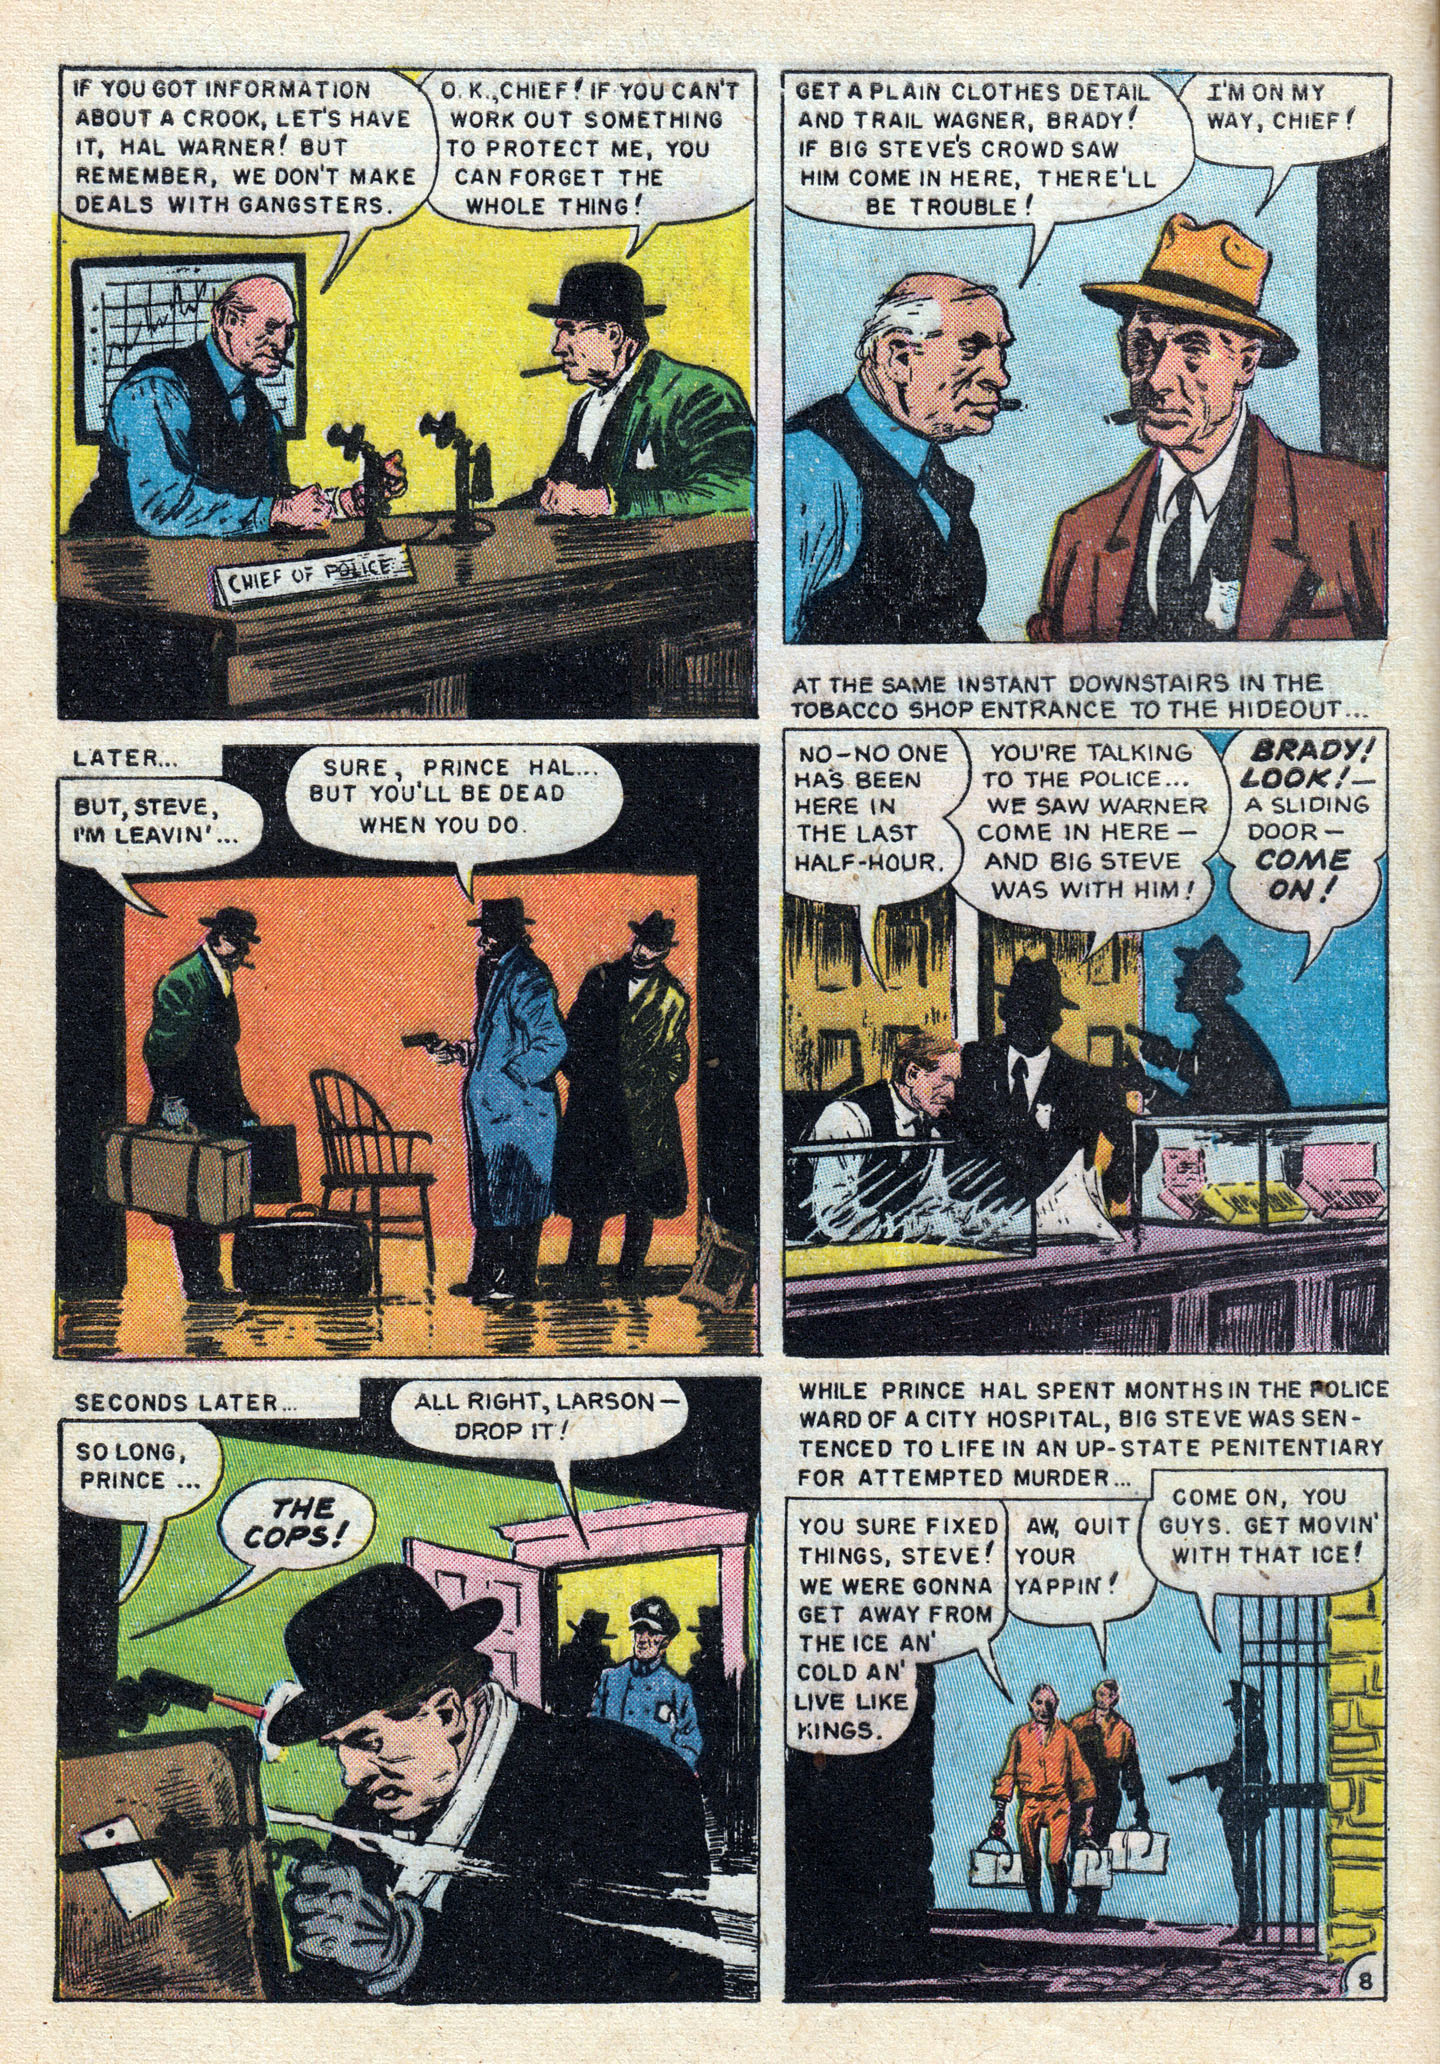 IF YOU GOT INFORMATION
ABOUT A CROOK, LET'S HAVE
IT, HAL WARNER! BUT
REMEMBER, WE DON'T MAKE
DEALS WITH GANGSTERS.
O.K., CHIEF! IF YOU CAN'T
WORK OUT SOMETHING
TO PROTECT ME, YOU
CAN FORGET THE
WHOLE THING!
CHIEF OF POLICE
GET A PLAIN CLOTHES DETAIL
AND TRAIL WAGNER, BRADY!
IF BIG STEVE'S CROWD SAW
HIM COME IN HERE, THERE'LL
BE TROUBLE!
I'M ON MY
WAY, CHIEF!
LATER...
BUT, STEVE,
I'M LEAVIN'...
SURE, PRINCE HAL...
BUT YOU'LL BE DEAD
WHEN YOU DO.
AT THE SAME INSTANT DOWNSTAIRS IN THE
TOBACCO SHOP ENTRANCE TO THE HIDEOUT...
NO-NO ONE
HAS BEEN
HERE IN
THE LAST
HALF-HOUR.
YOU'RE TALKING
TO THE POLICE...
WE SAW WARNER
COME IN HERE —
AND BIG STEVE
WAS WITH HIM!
BRADY!
LOOK!—
A SLIDING
DOOR—
COME
ON!
SECONDS LATER...
SO LONG,
PRINCE ...
THE
COPS!
ALL RIGHT, LARSON—
DROP IT!
WHILE PRINCE HAL SPENT MONTHS IN THE POLICE
WARD OF A CITY HOSPITAL, BIG STEVE WAS SEN-
TENCED TO LIFE IN AN UP-STATE PENITENTIARY
FOR ATTEMPTED MURDER...
YOU SURE FIXED
THINGS, STEVE!
WE WERE GONNA
GET AWAY FROM
THE ICE AN'
COLD AN'
LIVE LIKE
KINGS.
AW, QUIT
YOUR
YAPPIN'!
COME ON, YOU
GUYS. GET MOVIN'
WITH THAT ICE!
8